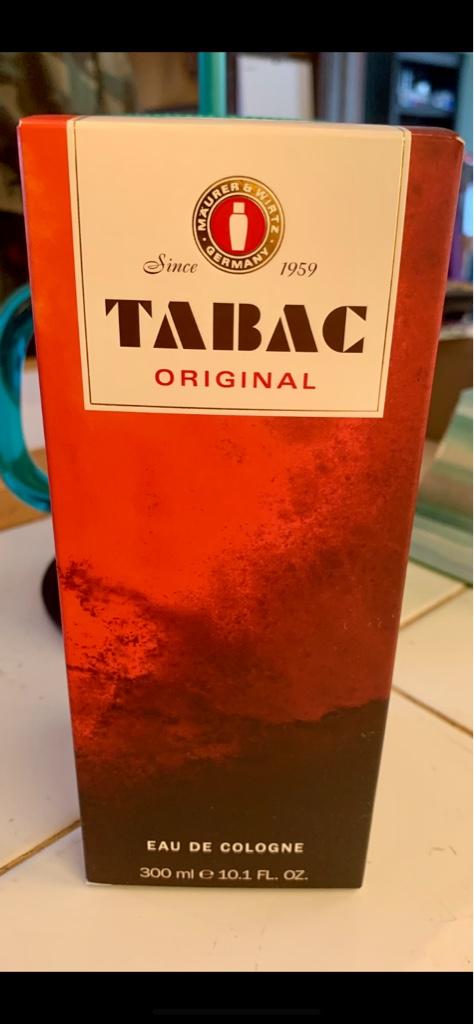 MÄURER & WIRTZ
GERMANY
Since 1959
TABAC
ORIGINAL
EAU DE COLOGNE
300 ml ℮ 10.1 FL. OZ.